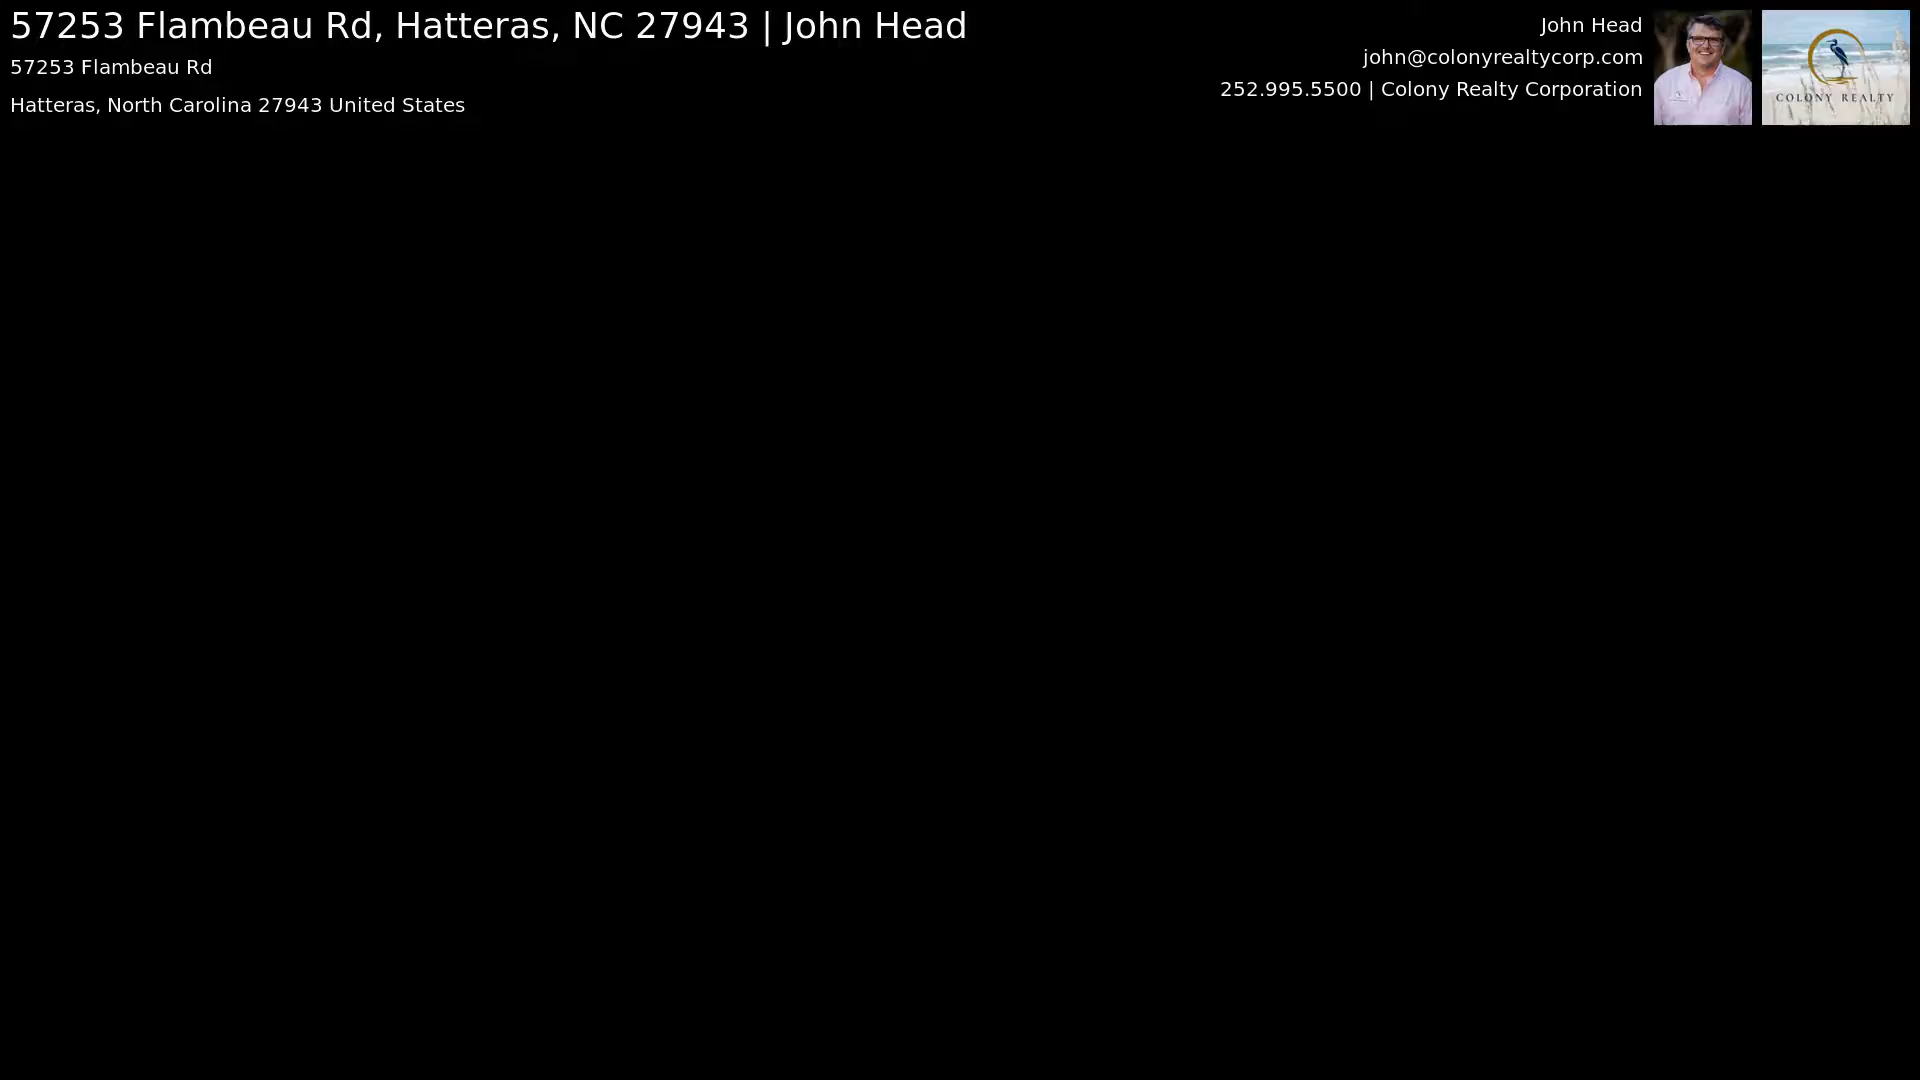 57253 Flambeau Rd, Hatteras, NC 27943 | John Head
57253 Flambeau Rd
Hatteras, North Carolina 27943 United States
John Head
john@colonyrealtycorp.com
252.995.5500 | Colony Realty Corporation
COLONY REALTY